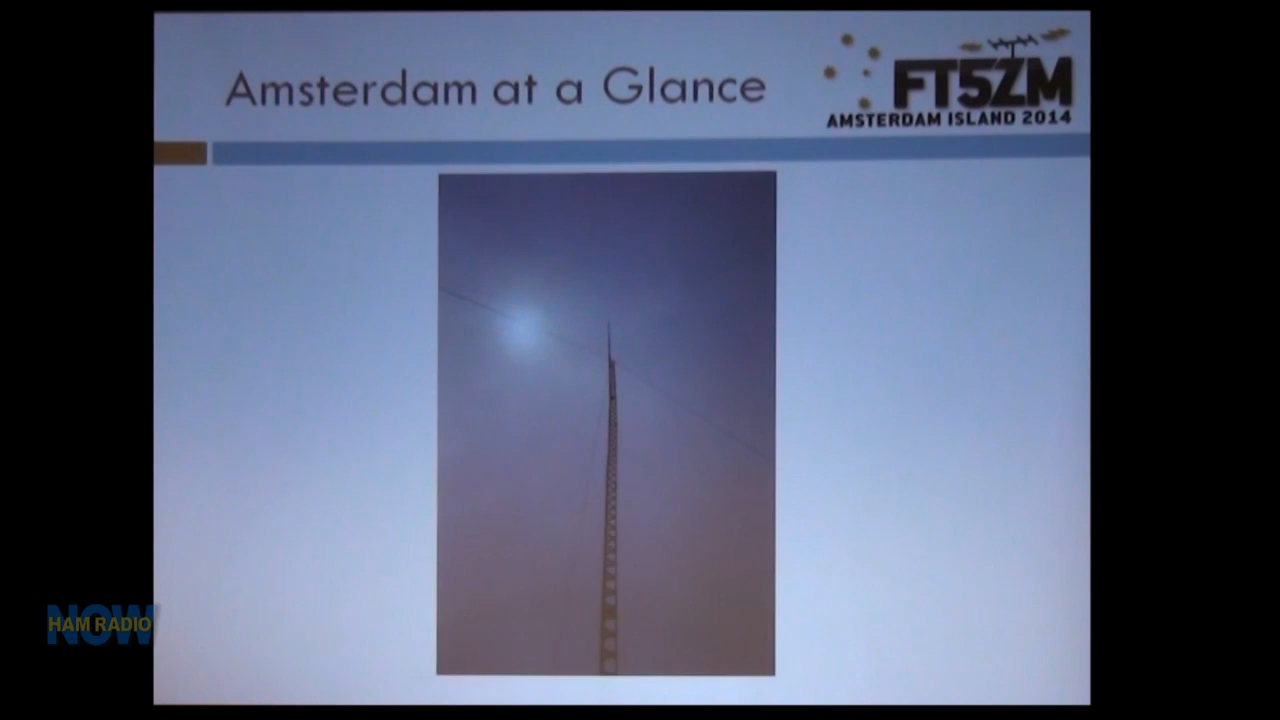 Amsterdam at a Glance
FT5ZM
AMSTERDAM ISLAND 2014
NOW
HAM RADIO